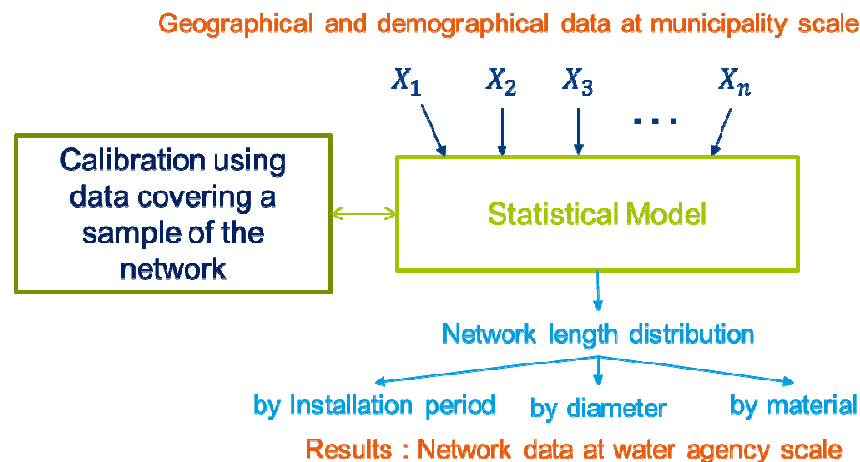 Geographical and demographical data at municipality scale
X₁ X₂ X₃ ... Xₙ
Calibration using
data covering a
sample of the
network
Statistical Model
Network length distribution
by Installation period by diameter by material
Results : Network data at water agency scale